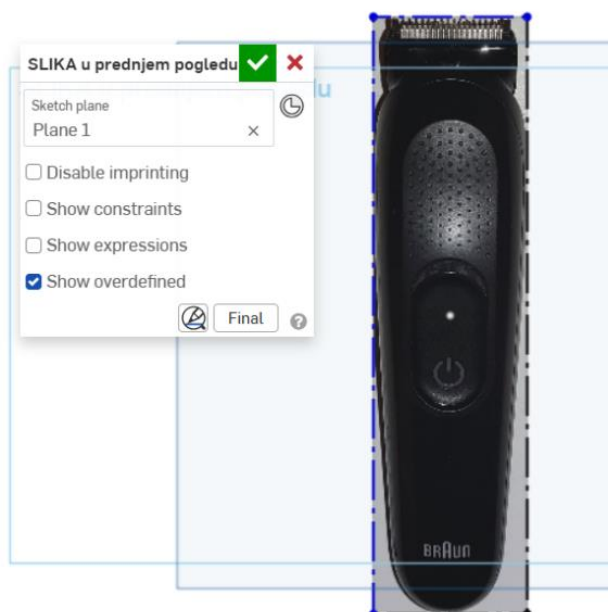 SLIKA u prednjem pogledu
Sketch plane
Plane 1
Disable imprinting
Show constraints
Show expressions
Show overdefined
Final
BRAUN